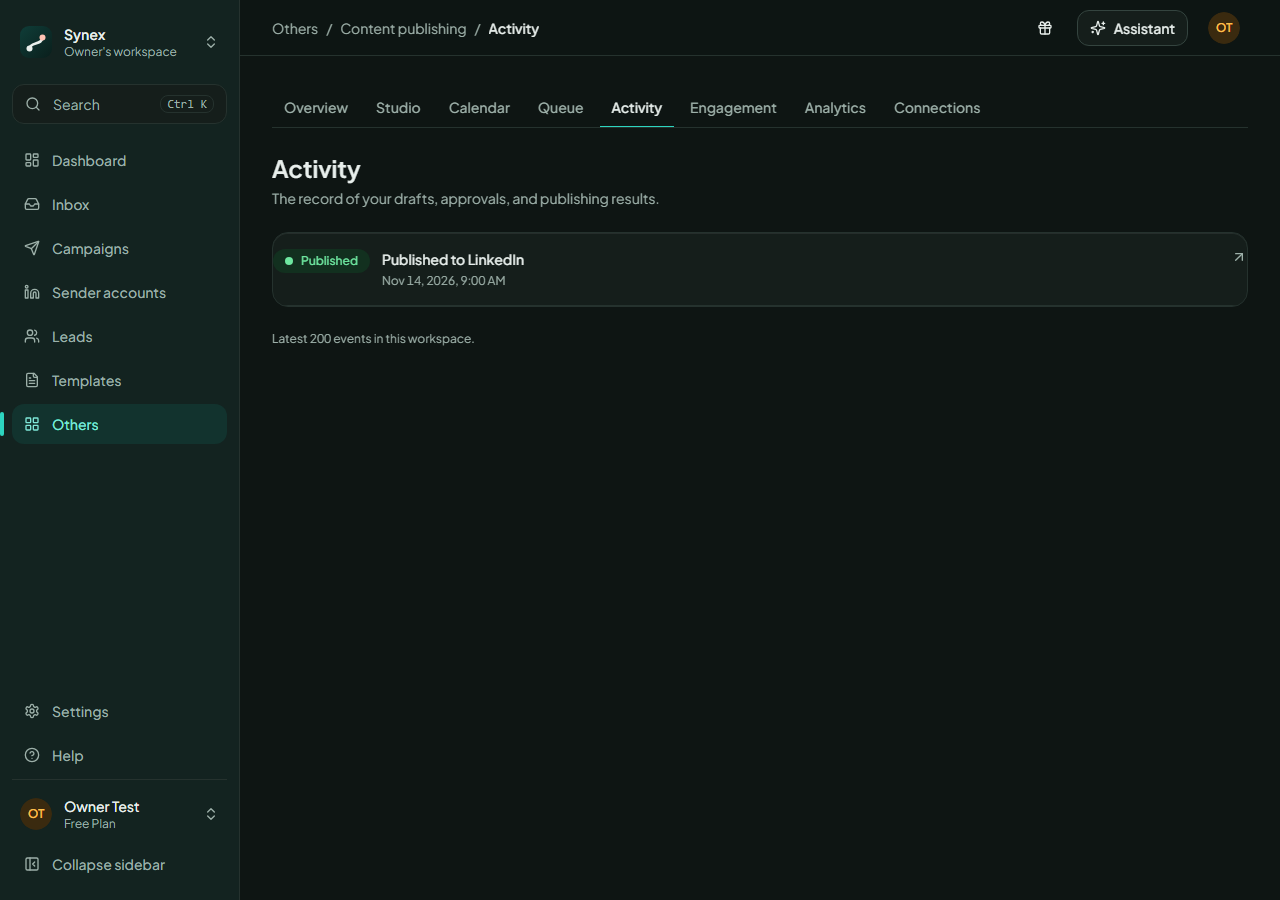 Synex
Owner's workspace
Search
Ctrl K
Dashboard
Inbox
Campaigns
Sender accounts
Leads
Templates
Others
Settings
Help
OT
Owner Test
Free Plan
Collapse sidebar
Others / Content publishing / Activity
Assistant
OT
Overview
Studio
Calendar
Queue
Activity
Engagement
Analytics
Connections
Activity
The record of your drafts, approvals, and publishing results.
Published
Published to LinkedIn
Nov 14, 2026, 9:00 AM
Latest 200 events in this workspace.